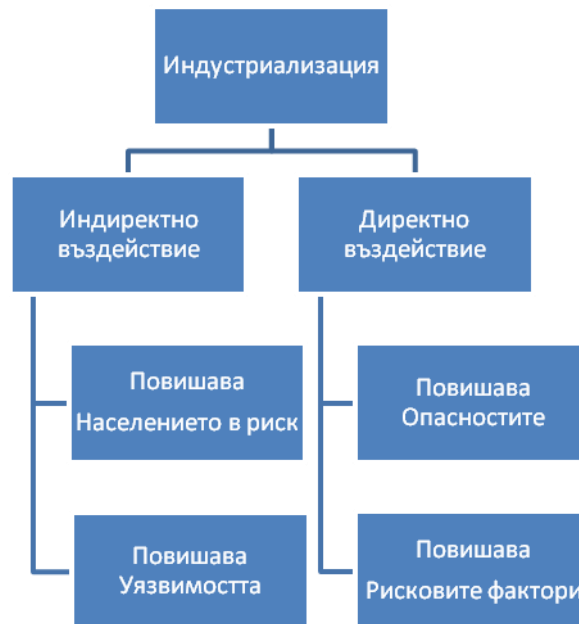 Индустриализация
Индиректно
въздействие
Директно
въздействие
Повишава
Населението в риск
Повишава
Опасностите
Повишава
Уязвимостта
Повишава
Рисковите фактори